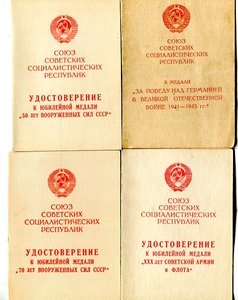 СОЮЗ
СОВЕТСКИХ
СОЦИАЛИСТИЧЕСКИХ
РЕСПУБЛИК
УДОСТОВЕРЕНИЕ
К ЮБИЛЕЙНОЙ МЕДАЛИ
"50 ЛЕТ ВООРУЖЕННЫХ СИЛ СССР"
СОЮЗ
СОВЕТСКИХ
СОЦИАЛИСТИЧЕСКИХ
РЕСПУБЛИК
К МЕДАЛИ
"ЗА ПОБЕДУ НАД ГЕРМАНИЕЙ
В ВЕЛИКОЙ ОТЕЧЕСТВЕННОЙ
ВОЙНЕ 1941—1945 гг."
СОЮЗ
СОВЕТСКИХ
СОЦИАЛИСТИЧЕСКИХ
РЕСПУБЛИК
УДОСТОВЕРЕНИЕ
К ЮБИЛЕЙНОЙ МЕДАЛИ
"70 ЛЕТ ВООРУЖЕННЫХ СИЛ СССР"
СОЮЗ
СОВЕТСКИХ
СОЦИАЛИСТИЧЕСКИХ
РЕСПУБЛИК
УДОСТОВЕРЕНИЕ
К ЮБИЛЕЙНОЙ МЕДАЛИ
"XXX ЛЕТ СОВЕТСКОЙ АРМИИ
и ФЛОТА"